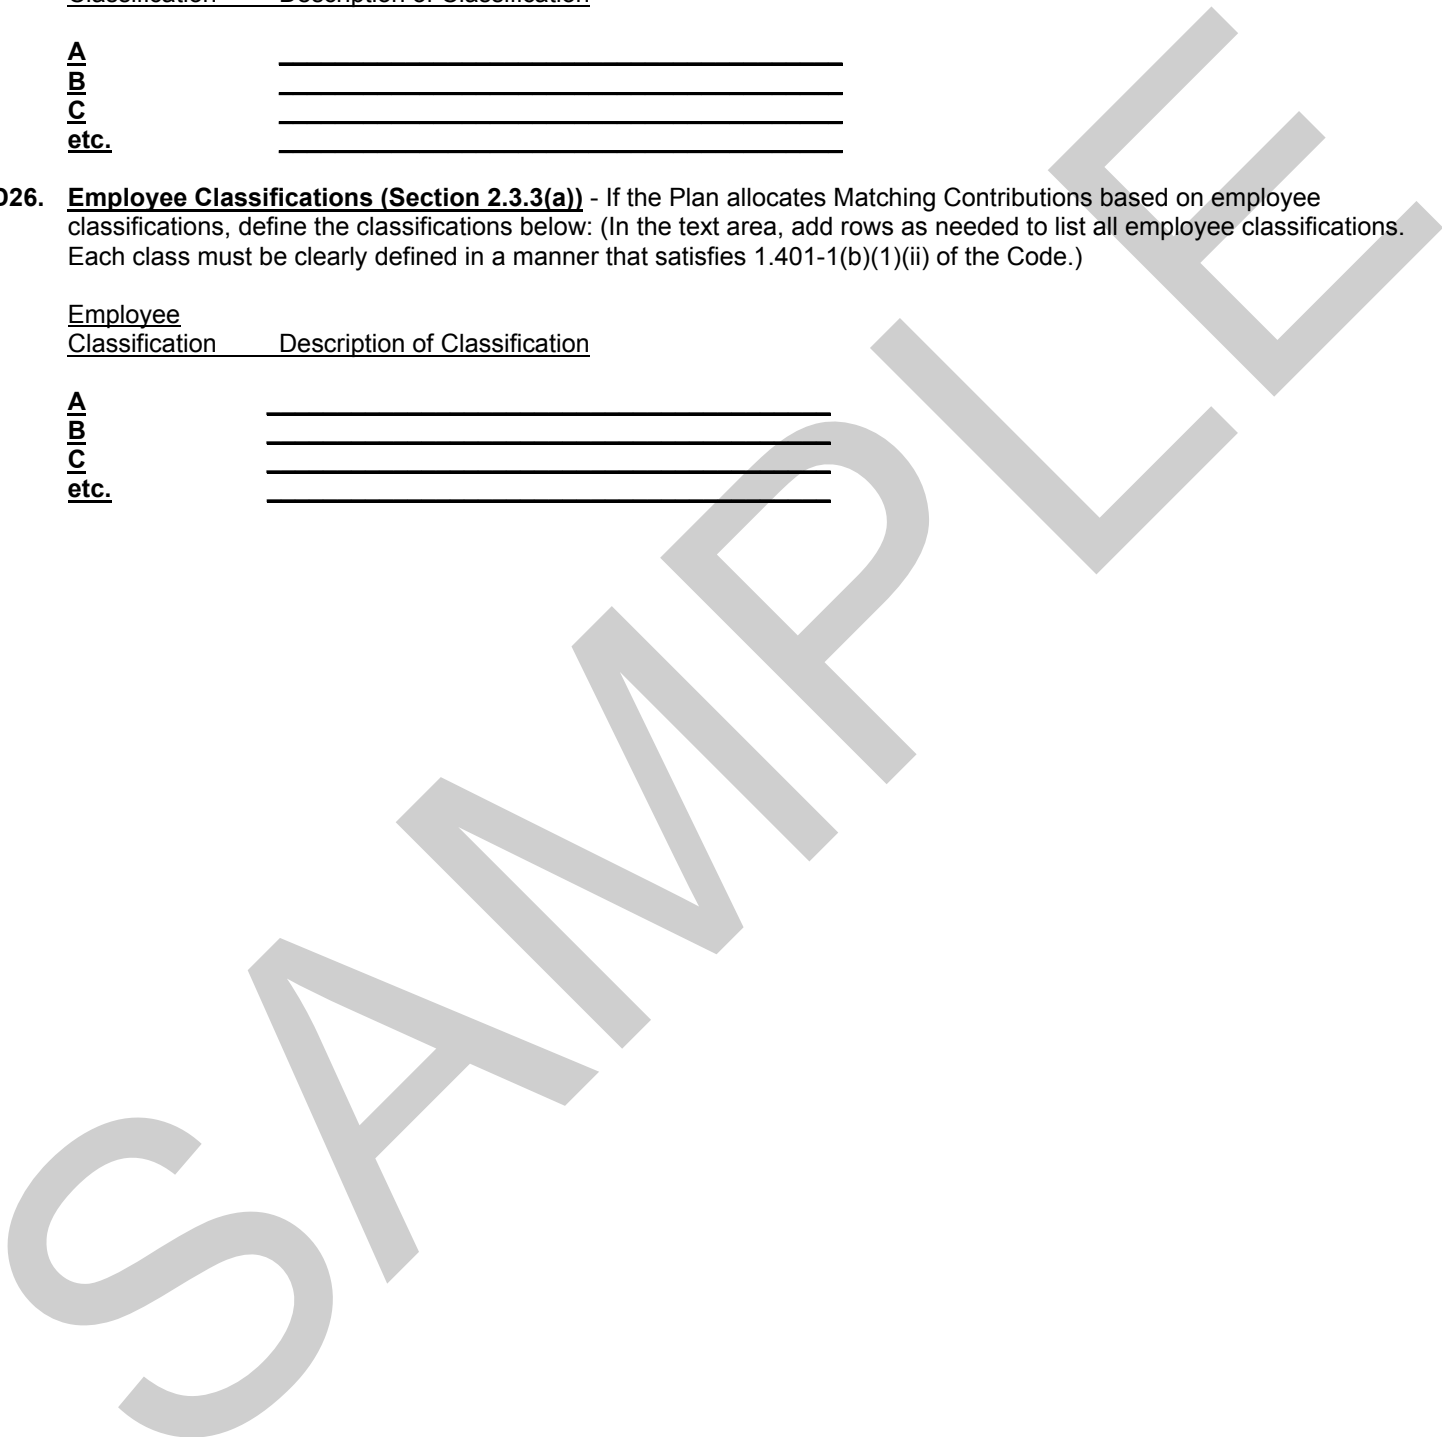 Classification Description of Classification
A
B
C
etc.
D26. Employee Classifications (Section 2.3.3(a)) - If the Plan allocates Matching Contributions based on employee
classifications, define the classifications below: (In the text area, add rows as needed to list all employee classifications.
Each class must be clearly defined in a manner that satisfies 1.401-1(b)(1)(ii) of the Code.)
Employee
Classification Description of Classification
A
B
C
etc.
SAMPLE